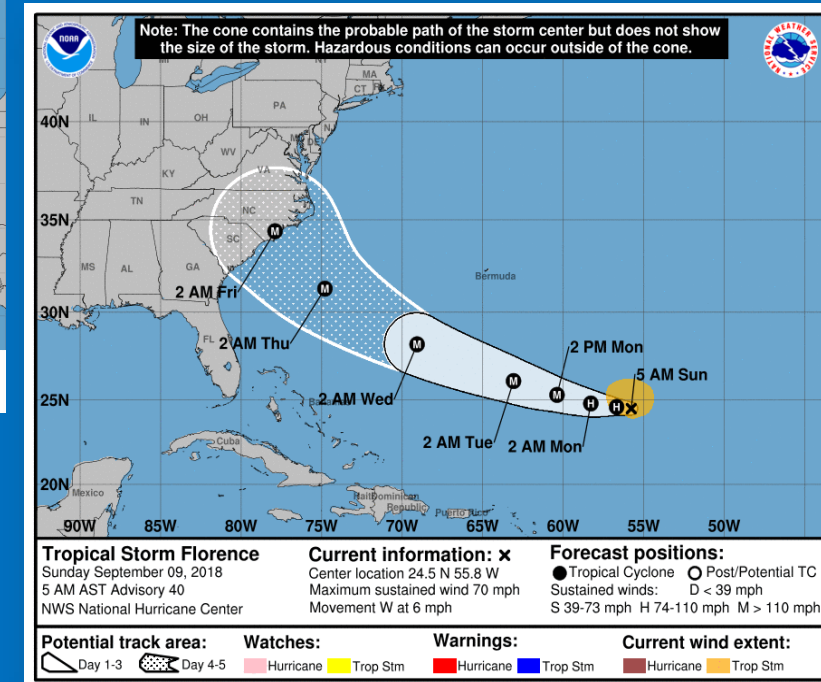 Note: The cone contains the probable path of the storm center but does not show
the size of the storm. Hazardous conditions can occur outside of the cone.
NOAA
NATIONAL WEATHER SERVICE
MI
NY
MA
CT
PA
40N
IL
IN
OH
MD
DE
WV
KY
VA
TN
NC
35N
SC
MS
AL
GA
M
Bermuda
2 AM Fri
M
30N
FL
2 AM Thu
M
2 PM Mon
5 AM Sun
M
M
H
H
25N
2 AM Wed
2 AM Tue
2 AM Mon
Cuba
20N
Mexico
Haiti
Dominican
Republic
Puerto Rico
90W 85W 80W 75W 70W 65W 60W 55W 50W
Tropical Storm Florence
Sunday September 09, 2018
5 AM AST Advisory 40
NWS National Hurricane Center
Current information: x
Center location 24.5 N 55.8 W
Maximum sustained wind 70 mph
Movement W at 6 mph
Forecast positions:
Tropical Cyclone Post/Potential TC
Sustained winds: D < 39 mph
S 39-73 mph H 74-110 mph M > 110 mph
Potential track area:
Day 1-3 Day 4-5
Watches:
Hurricane Trop Stm
Warnings:
Hurricane Trop Stm
Current wind extent:
Hurricane Trop Stm